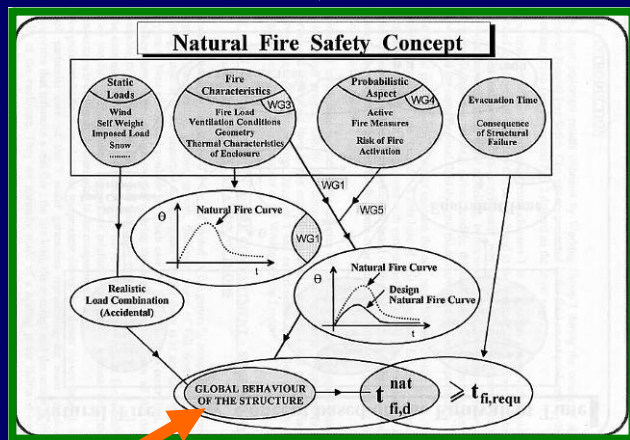 Natural Fire Safety Concept
Static
Loads
Wind
Self.Weight
Imposed Load
Snow
.........
Fire
Characteristics
WG3
Fire Load
Ventilation Conditions
Geometry
Thermal Characteristics
of Enclosure
Probabilistic
Aspect
WG4
Active
Fire Measures
Risk of Fire
Activation
Evacuation Time
Consequence
of Structural
Failure
WG1
WG5
Θ
Natural Fire Curve
t
WG1
Realistic
Load Combination
(Accidental)
Θ
Natural Fire Curve
Design
Natural Fire Curve
t
GLOBAL BEHAVIOUR
OF THE STRUCTURE
t nat fi,d ⩾ t fi,requ